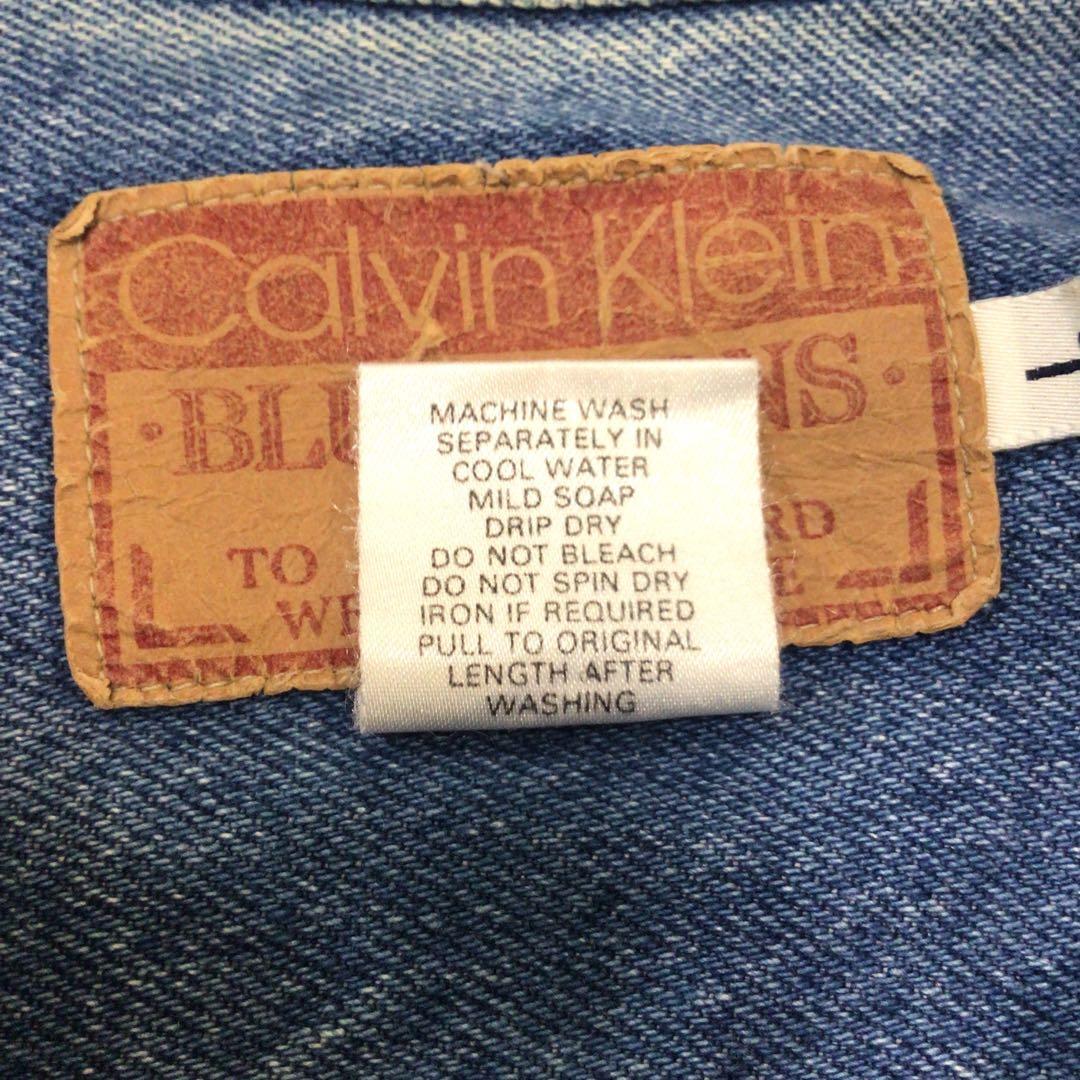 Calvin Klein
TO
MACHINE WASH
SEPARATELY IN
COOL WATER
MILD SOAP
DRIP DRY
DO NOT BLEACH
DO NOT SPIN DRY
IRON IF REQUIRED
PULL TO ORIGINAL
LENGTH AFTER
WASHING